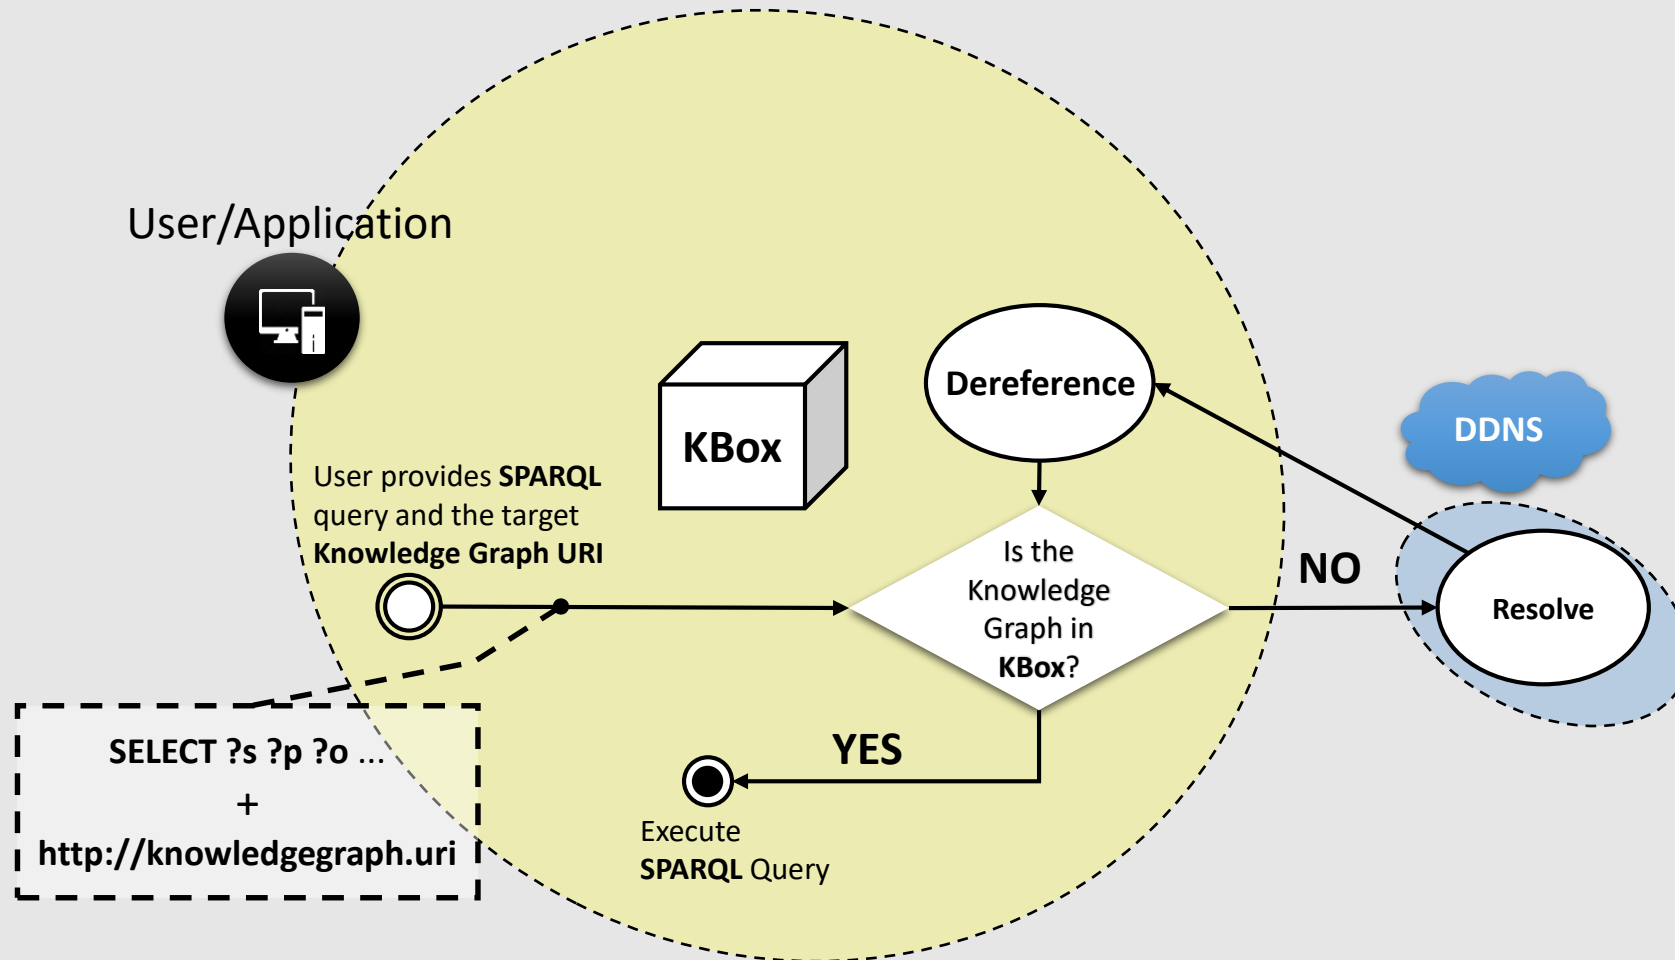 User/Application
KBox
Dereference
DDNS
User provides SPARQL
query and the target
Knowledge Graph URI
Is the
Knowledge
Graph in
KBox?
NO
Resolve
SELECT ?s ?p ?o ...
+
http://knowledgegraph.uri
YES
Execute
SPARQL Query